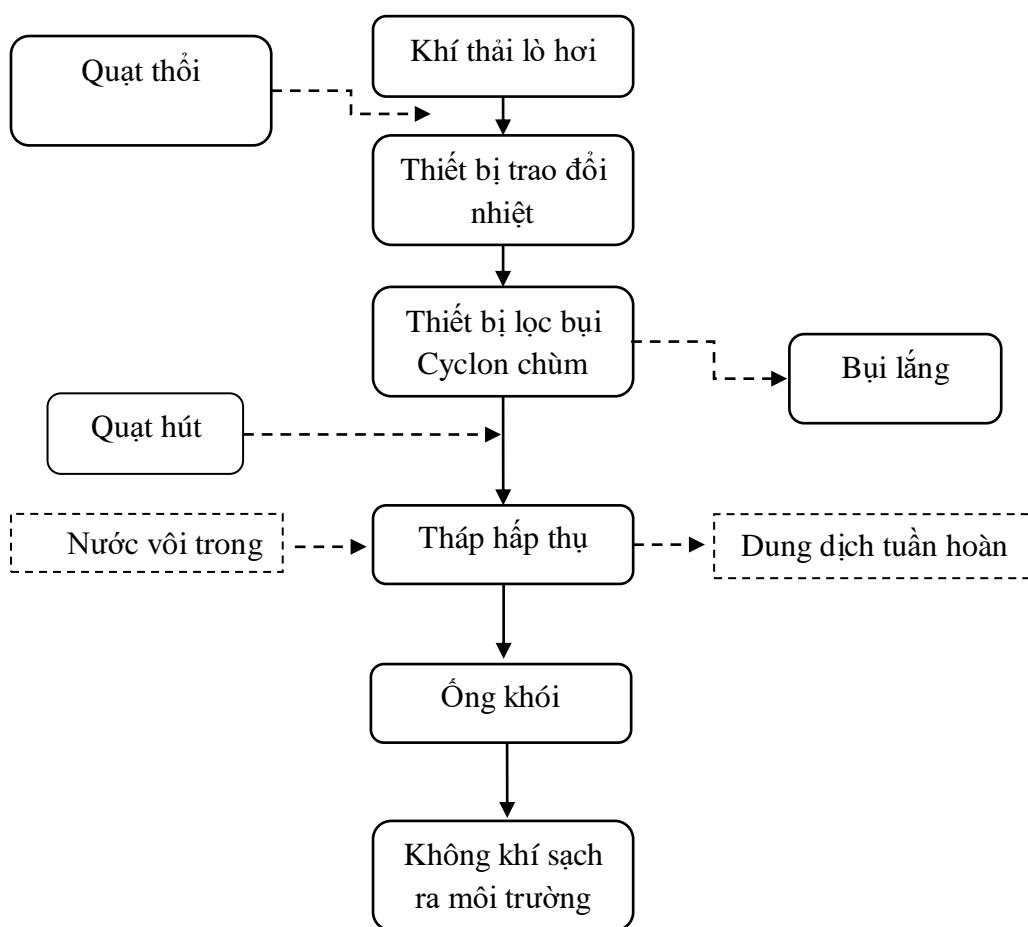 Khí thải lò hơi
Quạt thổi
Thiết bị trao đổi
nhiệt
Thiết bị lọc bụi
Cyclon chùm
Bụi lắng
Quạt hút
Nước vôi trong
Tháp hấp thụ
Dung dịch tuần hoàn
Ống khói
Không khí sạch
ra môi trường